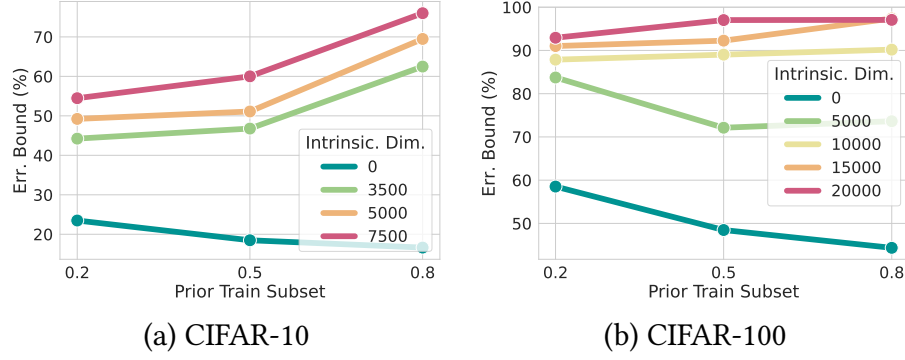 70
60
50
40
30
20
Err. Bound (%)
Intrinsic. Dim.
0
3500
5000
7500
0.2 0.5 0.8
Prior Train Subset
(a) CIFAR-10
100
90
80
70
60
50
Err. Bound (%)
Intrinsic. Dim.
0
5000
10000
15000
20000
0.2 0.5 0.8
Prior Train Subset
(b) CIFAR-100